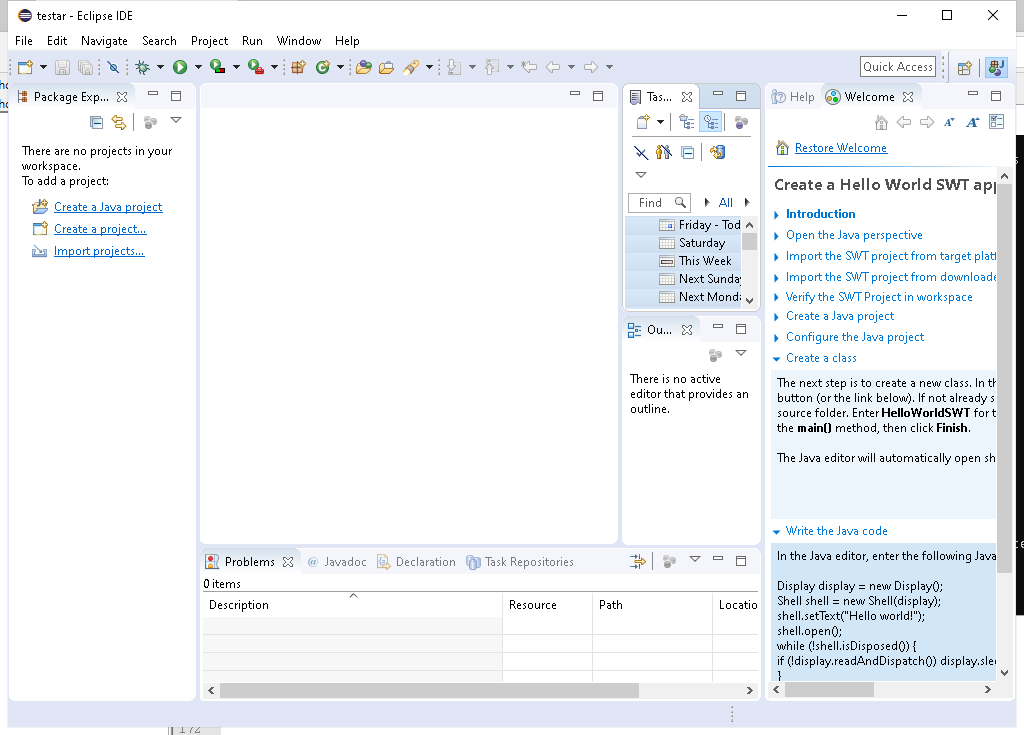 testar - Eclipse IDE
File Edit Navigate Search Project Run Window Help
Quick Access
Package Exp...
There are no projects in your
workspace.
To add a project:
Create a Java project
Create a project...
Import projects...
Tas...
Find
All
Friday - Tod
Saturday
This Week
Next Sunday
Next Monda
Ou...
There is no active
editor that provides an
outline.
Problems
@ Javadoc
Declaration
Task Repositories
0 items
Description Resource Path Locatio
Help
Welcome
Restore Welcome
Create a Hello World SWT app
Introduction
Open the Java perspective
Import the SWT project from target platf
Import the SWT project from downloade
Verify the SWT Project in workspace
Create a Java project
Configure the Java project
Create a class
The next step is to create a new class. In th
button (or the link below). If not already s
source folder. Enter HelloWorldSWT for t
the main() method, then click Finish.
The Java editor will automatically open sh
Write the Java code
In the Java editor, enter the following Java
Display display = new Display();
Shell shell = new Shell(display);
shell.setText("Hello world!");
shell.open();
while (!shell.isDisposed()) {
if (!display.readAndDispatch()) display.slee
}